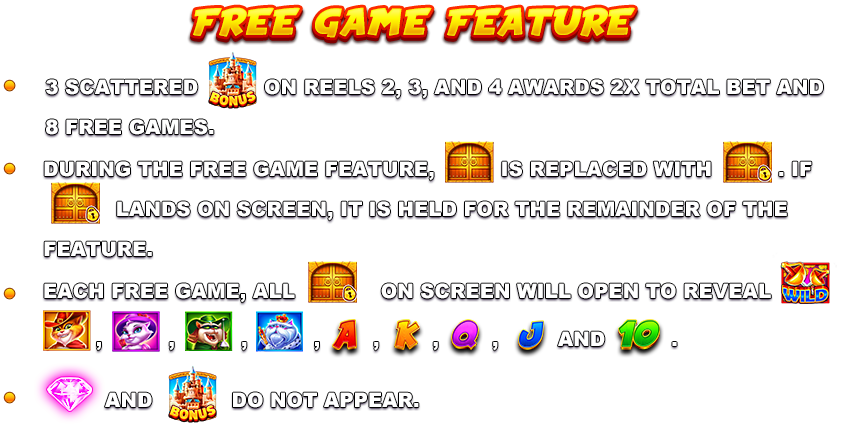 FREE GAME FEATURE
3 SCATTERED BONUS ON REELS 2, 3, AND 4 AWARDS 2X TOTAL BET AND
8 FREE GAMES.
DURING THE FREE GAME FEATURE, IS REPLACED WITH . IF
LANDS ON SCREEN, IT IS HELD FOR THE REMAINDER OF THE
FEATURE.
EACH FREE GAME, ALL ON SCREEN WILL OPEN TO REVEAL WILD
, , , , A , K , Q , J AND 10 .
AND BONUS DO NOT APPEAR.